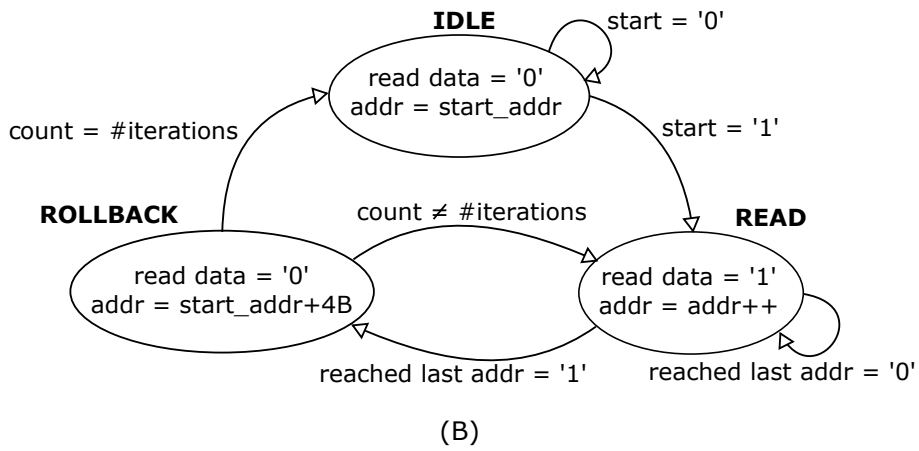 IDLE
start = '0'
read data = '0'
addr = start_addr
count = #iterations
start = '1'
ROLLBACK
count ≠ #iterations
READ
read data = '0'
addr = start_addr+4B
read data = '1'
addr = addr++
reached last addr = '1'
reached last addr = '0'
(B)